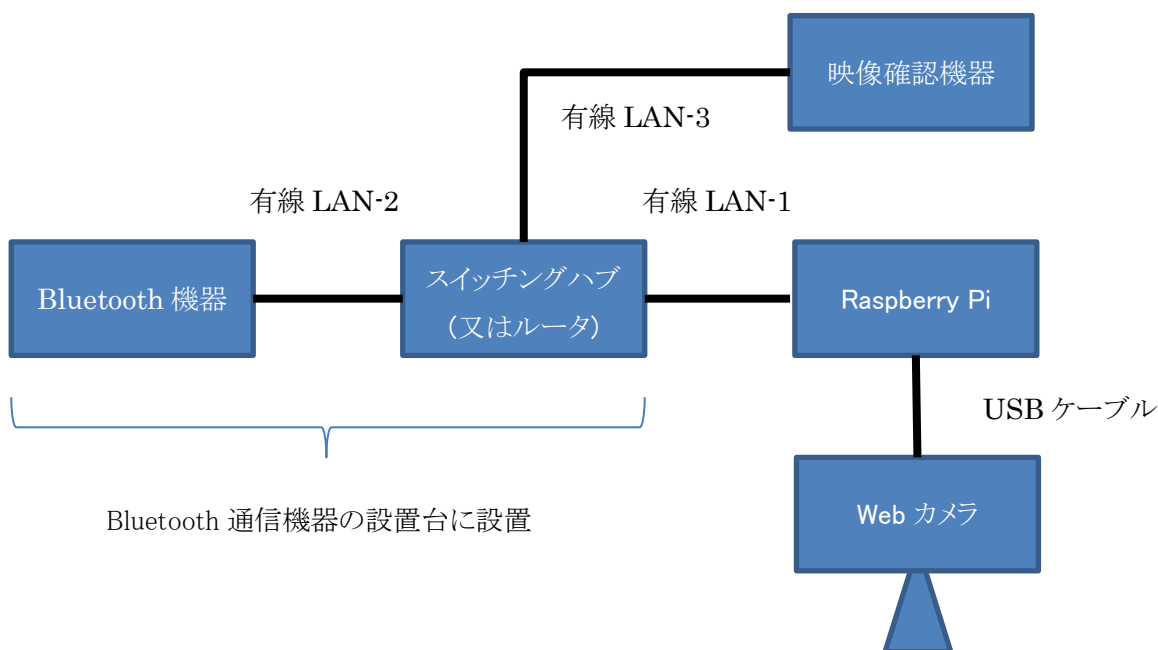 映像確認機器
有線 LAN-3
有線 LAN-2
有線 LAN-1
Bluetooth 機器
スイッチングハブ
(又はルータ)
Raspberry Pi
USB ケーブル
Web カメラ
Bluetooth 通信機器の設置台に設置